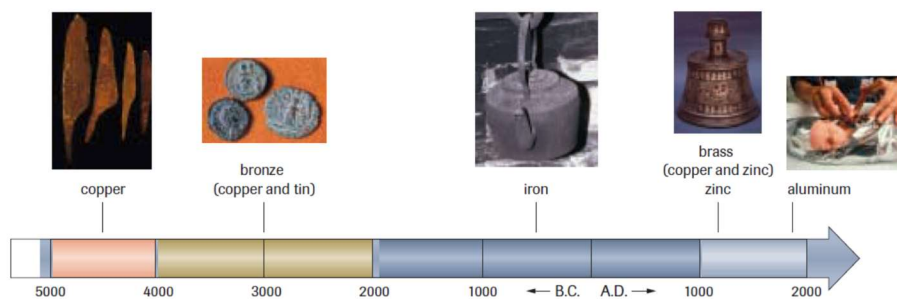 copper
bronze
(copper and tin)
iron
brass
(copper and zinc)
zinc
aluminum
5000 4000 3000 2000 1000 ← B.C. A.D. → 1000 2000